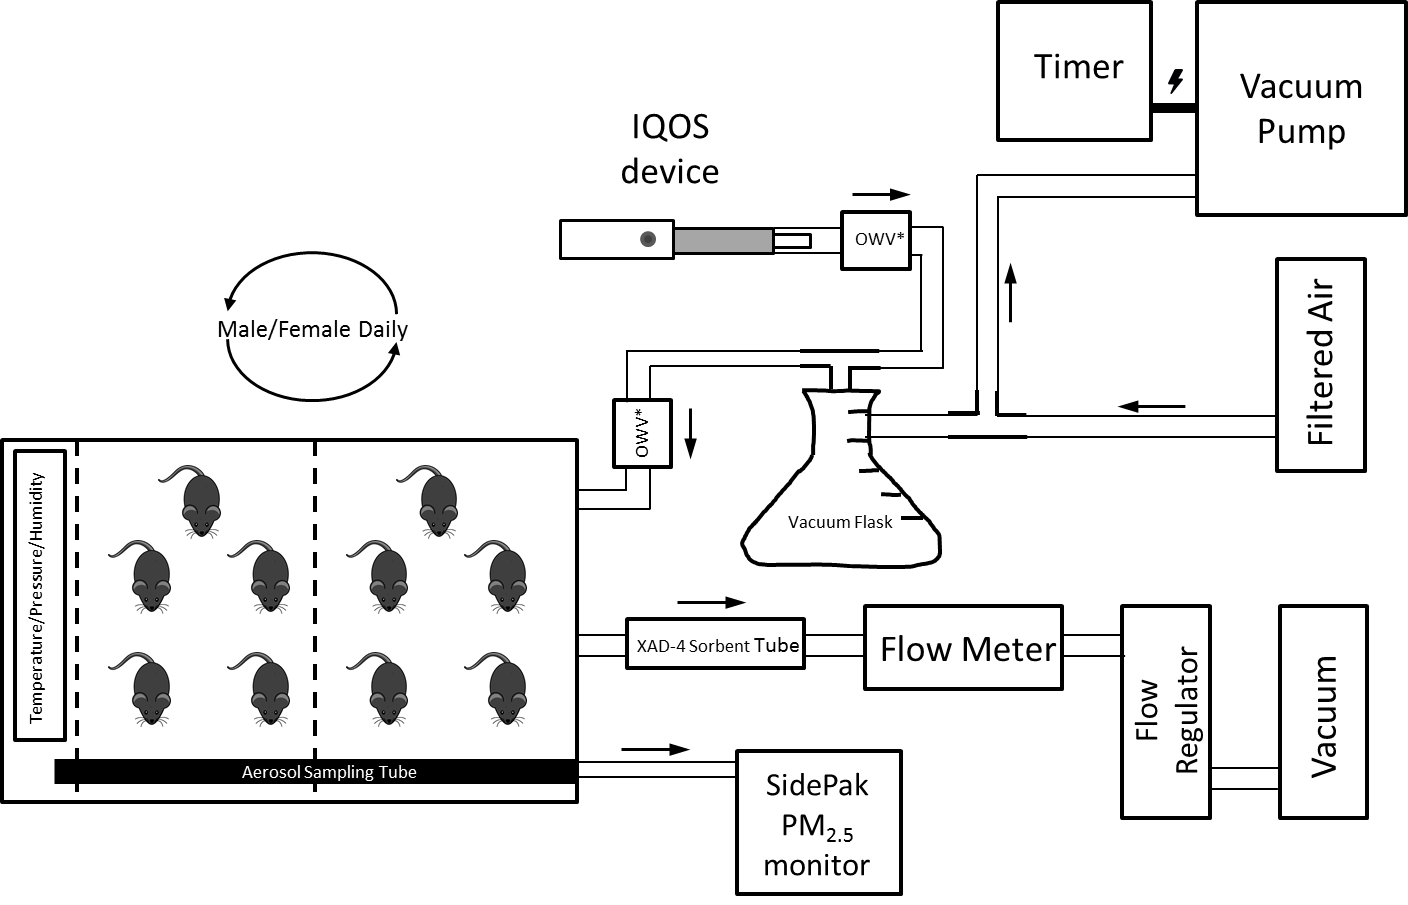 Timer
Vacuum
Pump
IQOS
device
OWV*
Filtered Air
Male/Female Daily
OWV*
Temperature/Pressure/Humidity
Vacuum Flask
XAD-4 Sorbent Tube
Flow Meter
Flow
Regulator
Vacuum
Aerosol Sampling Tube
SidePak
PM2.5
monitor